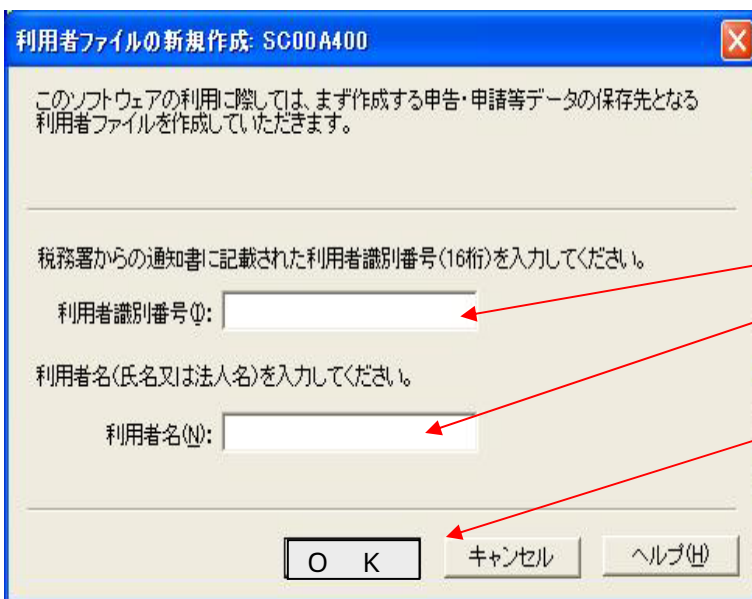 利用者ファイルの新規作成: SC00A400
このソフトウェアの利用に際しては、まず作成する申告・申請等データの保存先となる
利用者ファイルを作成していただきます。
税務署からの通知書に記載された利用者識別番号(16桁)を入力してください。
利用者識別番号(I):
利用者名(氏名又は法人名)を入力してください。
利用者名(N):
O K キャンセル ヘルプ(H)